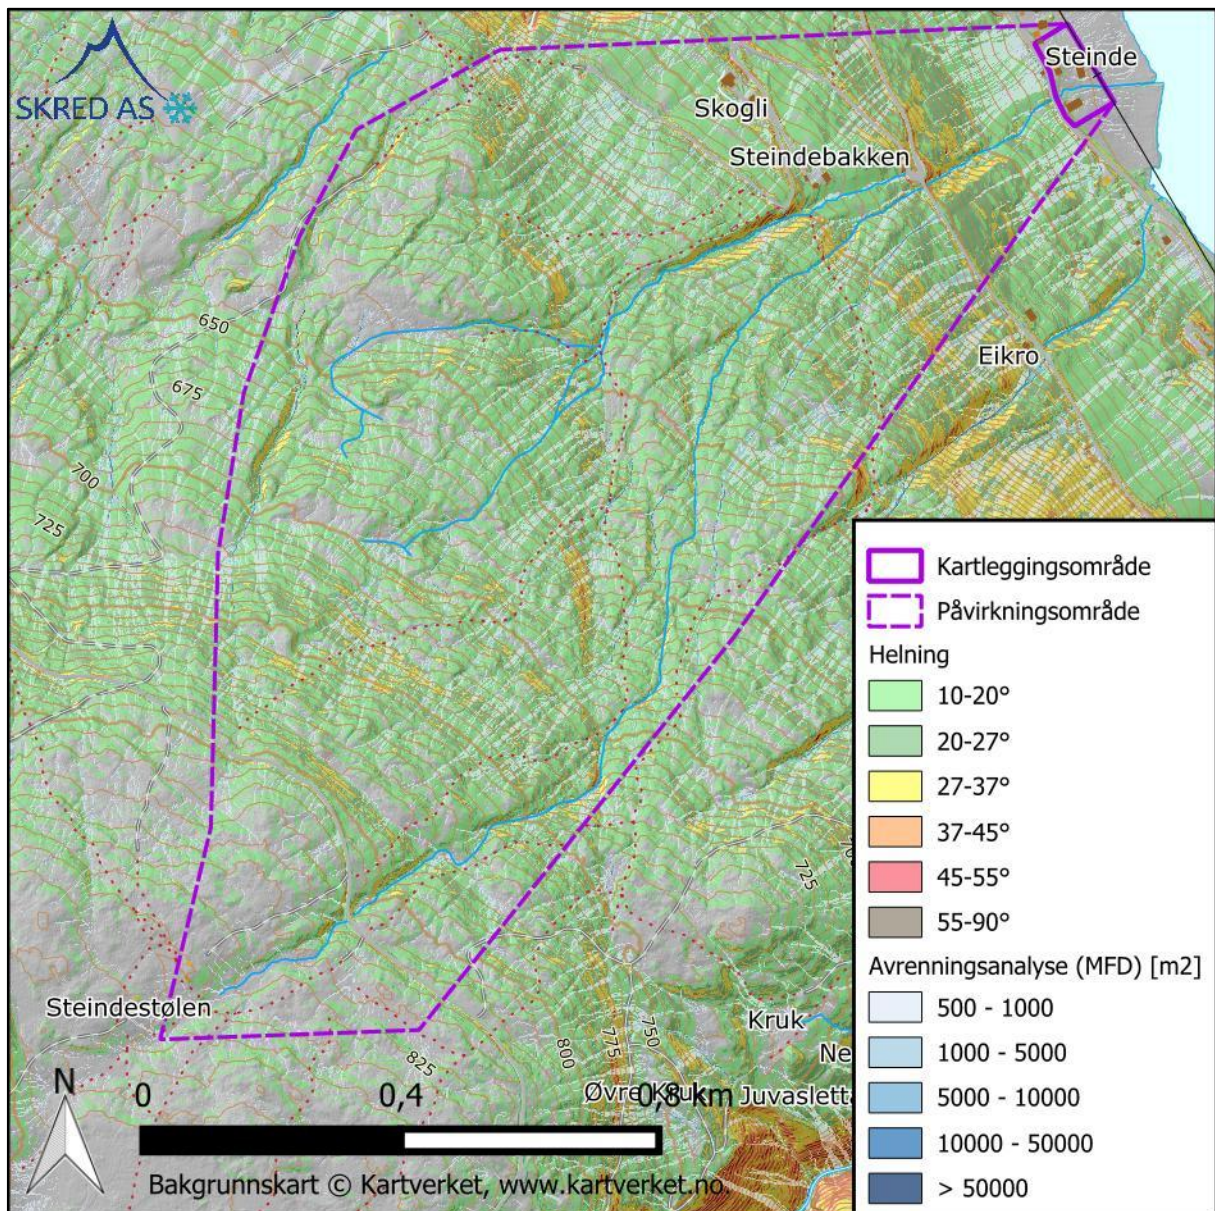 SKRED AS
Steinde
Skogli
Steindebakken
650
Eikro
675
700
725
Kartleggingsområde
Påvirkningsområde
Helning
10-20°
20-27°
27-37°
37-45°
45-55°
55-90°
Avrenningsanalyse (MFD) [m2]
500 - 1000
1000 - 5000
5000 - 10000
10000 - 50000
> 50000
725
Steindestølen
Kruk
750
775
800
825
Øvre Kruk
Juvasletta
N
0
0,4
0,8 km
Bakgrunnskart © Kartverket, www.kartverket.no.